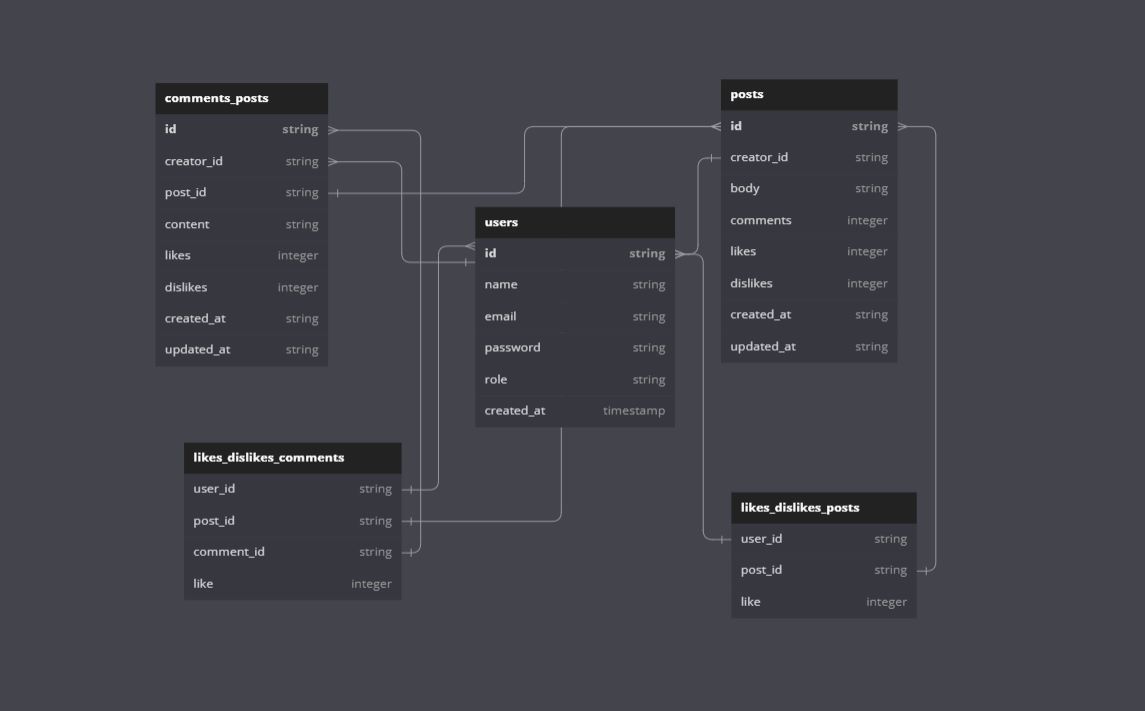 comments_posts
id string
creator_id string
post_id string
content string
likes integer
dislikes integer
created_at string
updated_at string
posts
id string
creator_id string
body string
comments integer
likes integer
dislikes integer
created_at string
updated_at string
users
id string
name string
email string
password string
role string
created_at timestamp
likes_dislikes_comments
user_id string
post_id string
comment_id string
like integer
likes_dislikes_posts
user_id string
post_id string
like integer